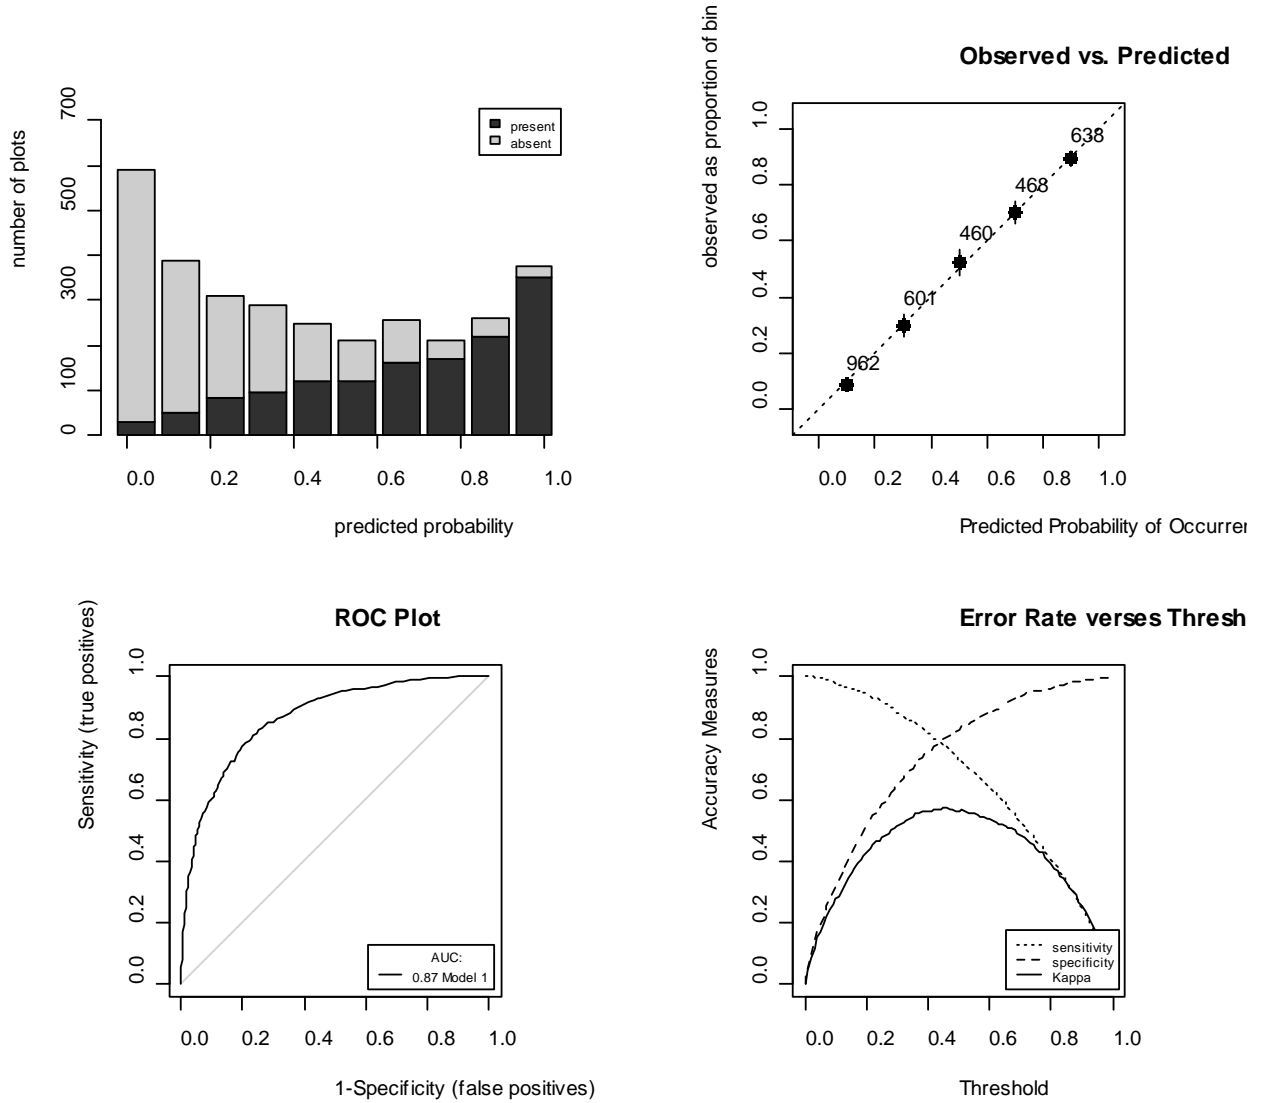 number of plots
700
500
300
100
0
present
absent
0.0 0.2 0.4 0.6 0.8 1.0
predicted probability
Observed vs. Predicted
observed as proportion of bin
1.0
0.8
0.6
0.4
0.2
0.0
638
468
460
601
962
0.0 0.2 0.4 0.6 0.8 1.0
Predicted Probability of Occurrer
ROC Plot
Sensitivity (true positives)
1.0
0.8
0.6
0.4
0.2
0.0
AUC:
0.87 Model 1
0.0 0.2 0.4 0.6 0.8 1.0
1-Specificity (false positives)
Error Rate verses Thresh
Accuracy Measures
1.0
0.8
0.6
0.4
0.2
0.0
sensitivity
specificity
Kappa
0.0 0.2 0.4 0.6 0.8 1.0
Threshold